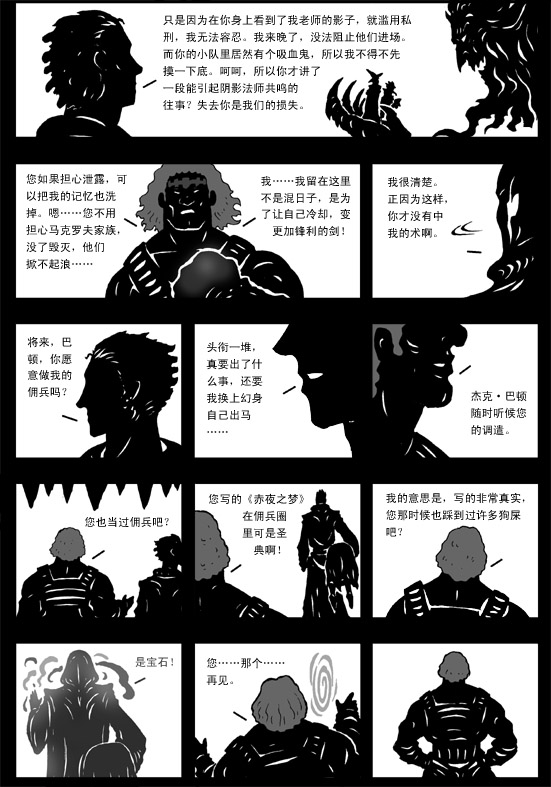 只是因为在你身上看到了我老师的影子，就滥用私
刑，我无法容忍。我来晚了，没法阻止他们进场。
而你的小队里居然有个吸血鬼，所以我不得不先
摸一下底。呵呵，所以你才讲了
一段能引起阴影法师共鸣的
往事？失去你是我们的损失。
您如果担心泄露，可
以把我的记忆也洗
掉。嗯……您不用
担心马克罗夫家族，
没了毁灭，他们
掀不起浪……
我……我留在这里
不是混日子，是为
了让自己冷却，变
更加锋利的剑！
我很清楚。
正因为这样，
你才没有中
我的术啊。
将来，巴
顿，你愿
意做我的
佣兵吗？
头衔一堆，
真要出了什
么事，还要
我换上幻身
自己出马
……
杰克·巴顿
随时听候您
的调遣。
您也当过佣兵吧？
您写的《赤夜之梦》
在佣兵圈
里可是圣
典啊！
我的意思是，写的非常真实，
您那时候也踩到过许多狗屎
吧？
是宝石！
您……那个……
再见。